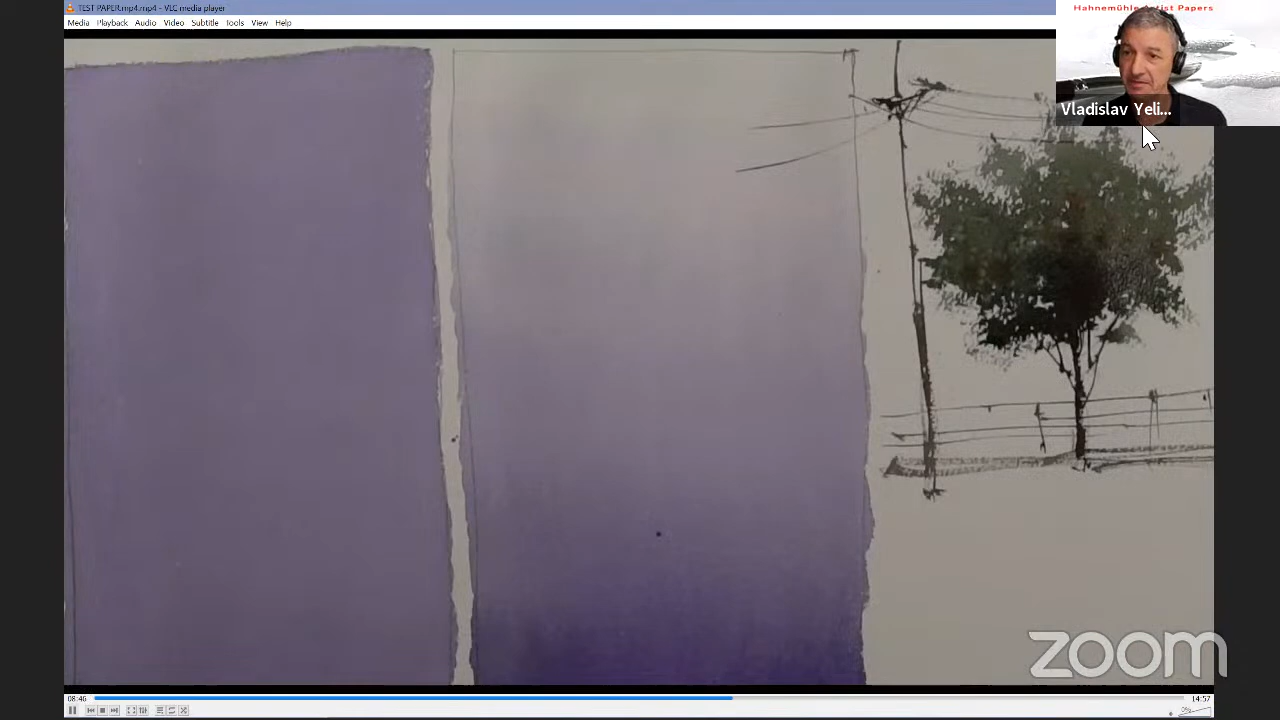 TEST PAPER.mp4.mp4 - VLC media player
Media Playback Audio Video Subtitle Tools View Help
Hahnemühle Artist Papers
Vladislav Yeli...
zoom
08:46
14:57